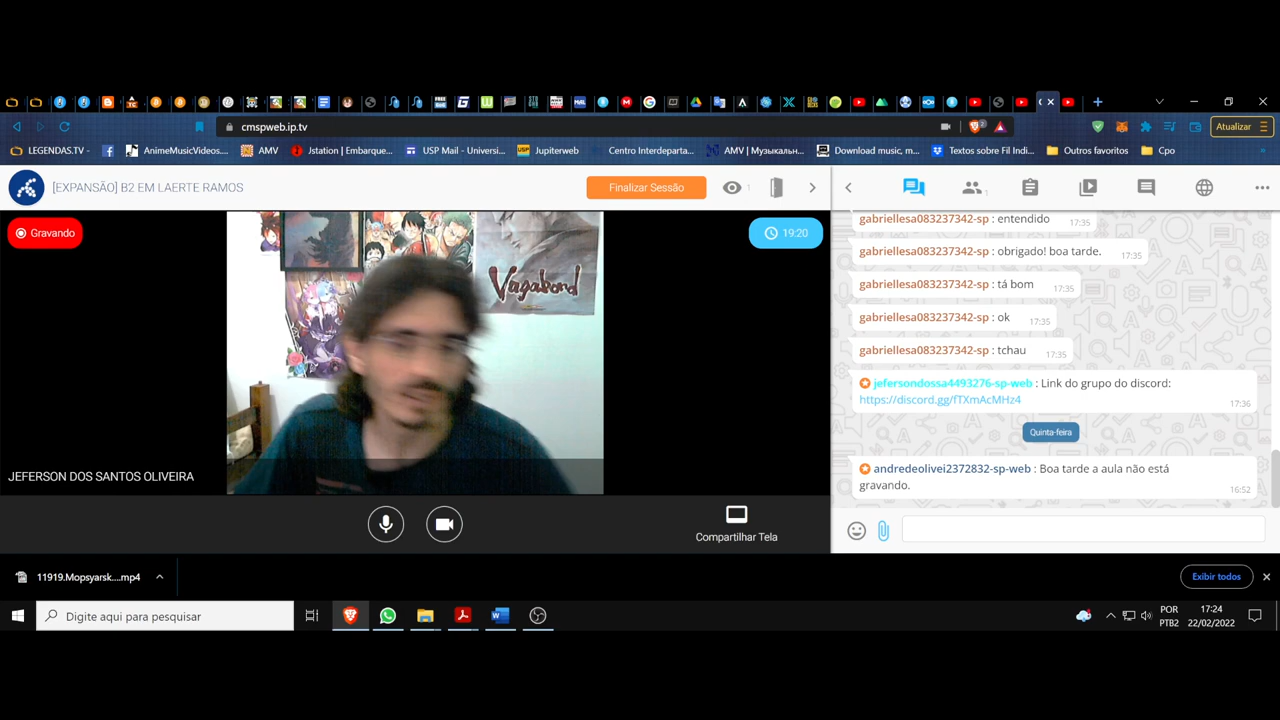 cmspweb.ip.tv
Atualizar
LEGENDAS.TV -
AnimeMusicVideos...
AMV
Jstation | Embarque...
USP Mail - Universi...
Jupiterweb
Centro Interdeparta...
AMV | Музыкальн...
Download music, m...
Textos sobre Fil Indi...
Outros favoritos
Cpo
[EXPANSÃO] B2 EM LAERTE RAMOS
Finalizar Sessão
1
1
Gravando
19:20
Vagabond
JEFERSON DOS SANTOS OLIVEIRA
Compartilhar Tela
gabriellesa083237342-sp : entendido 17:35
gabriellesa083237342-sp : obrigado! boa tarde. 17:35
gabriellesa083237342-sp : tá bom 17:35
gabriellesa083237342-sp : ok 17:35
gabriellesa083237342-sp : tchau 17:35
jefersondossa4493276-sp-web : Link do grupo do discord:
https://discord.gg/fTXmAcMHz4 17:36
Quinta-feira
andredeolivei2372832-sp-web : Boa tarde a aula não está
gravando. 16:52
11919.Mopsyarsk....mp4
Exibir todos
Digite aqui para pesquisar
POR
PTB2
17:24
22/02/2022